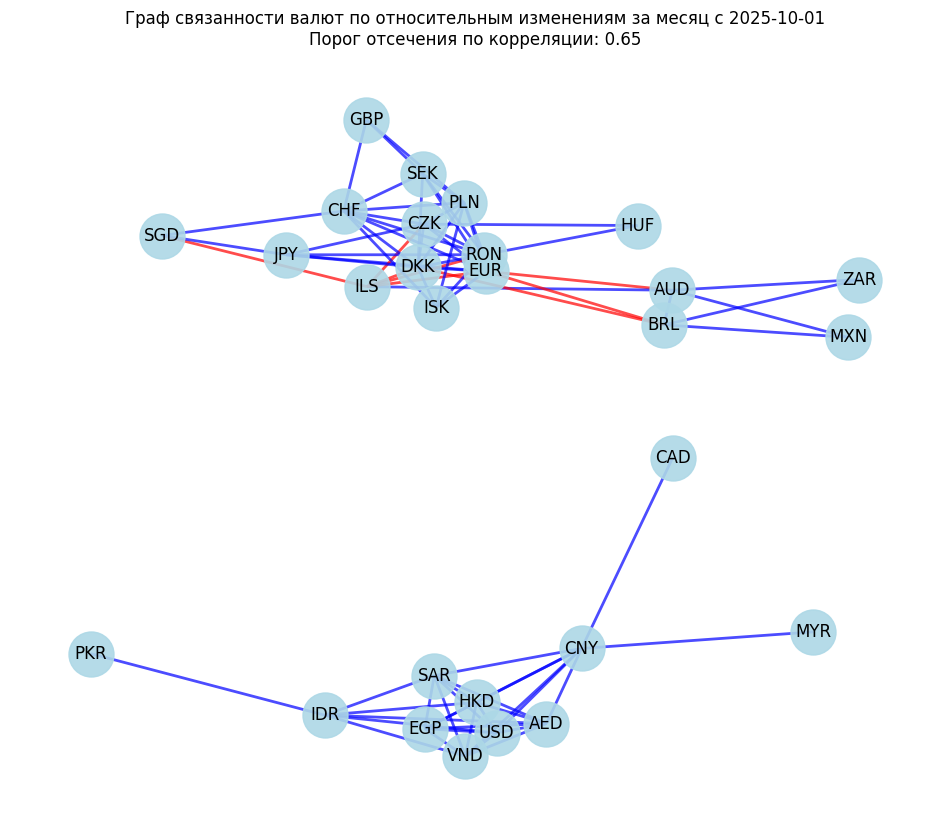 Граф связанности валют по относительным изменениям за месяц с 2025-10-01
Порог отсечения по корреляции: 0.65
GBP
SEK
PLN
CHF
CZK
HUF
SGD
JPY
RON
DKK
EUR
ILS
AUD
ZAR
ISK
BRL
MXN
CAD
MYR
CNY
PKR
SAR
HKD
IDR
EGP
USD
AED
VND